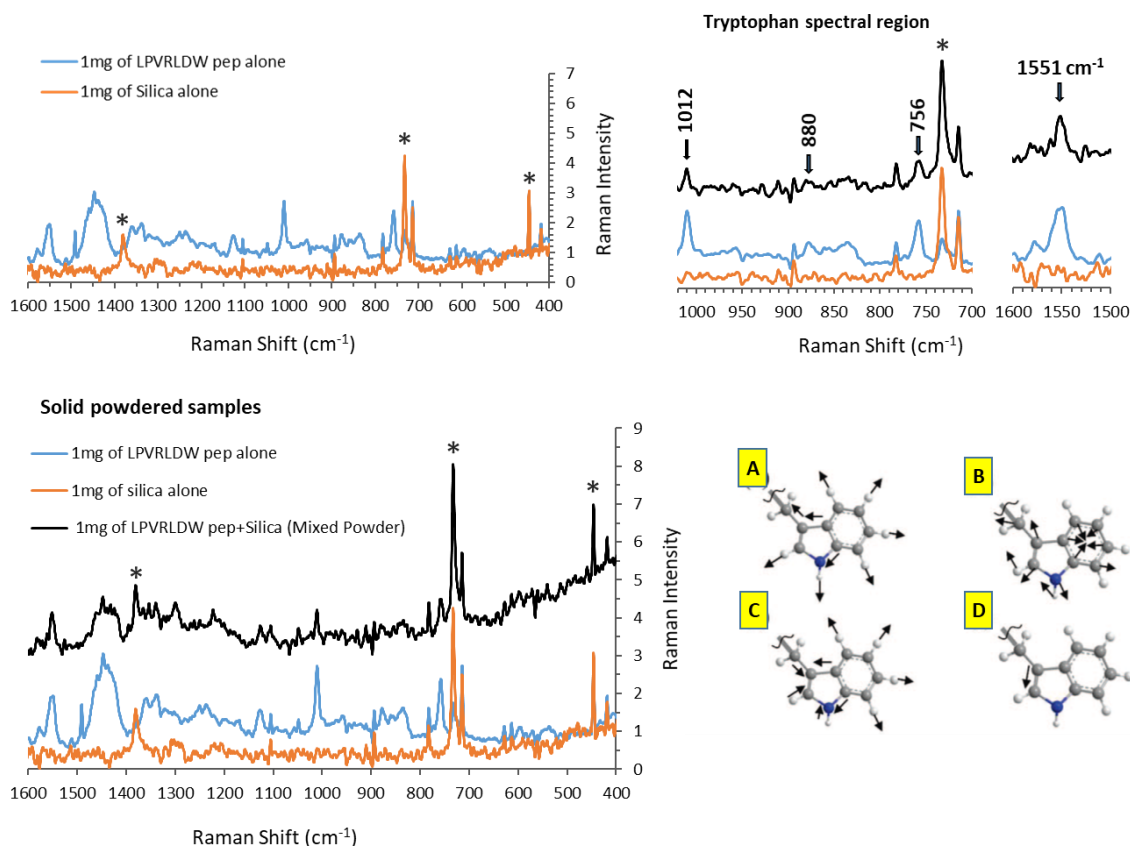 1mg of LPVRLDW pep alone
1mg of Silica alone
*
*
*
7
6
5
4
3
2
1
0
Raman Intensity
1600 1500 1400 1300 1200 1100 1000 900 800 700 600 500 400
Raman Shift (cm⁻¹)
Tryptophan spectral region
*
1012
880
756
1551 cm⁻¹
1000 950 900 850 800 750 700
1600 1550 1500
Raman Shift (cm⁻¹)
Raman Shift (cm⁻¹)
Solid powdered samples
1mg of LPVRLDW pep alone
1mg of silica alone
1mg of LPVRLDW pep+Silica (Mixed Powder)
*
*
*
9
8
7
6
5
4
3
2
1
0
Raman Intensity
1600 1500 1400 1300 1200 1100 1000 900 800 700 600 500 400
Raman Shift (cm⁻¹)
A
B
C
D